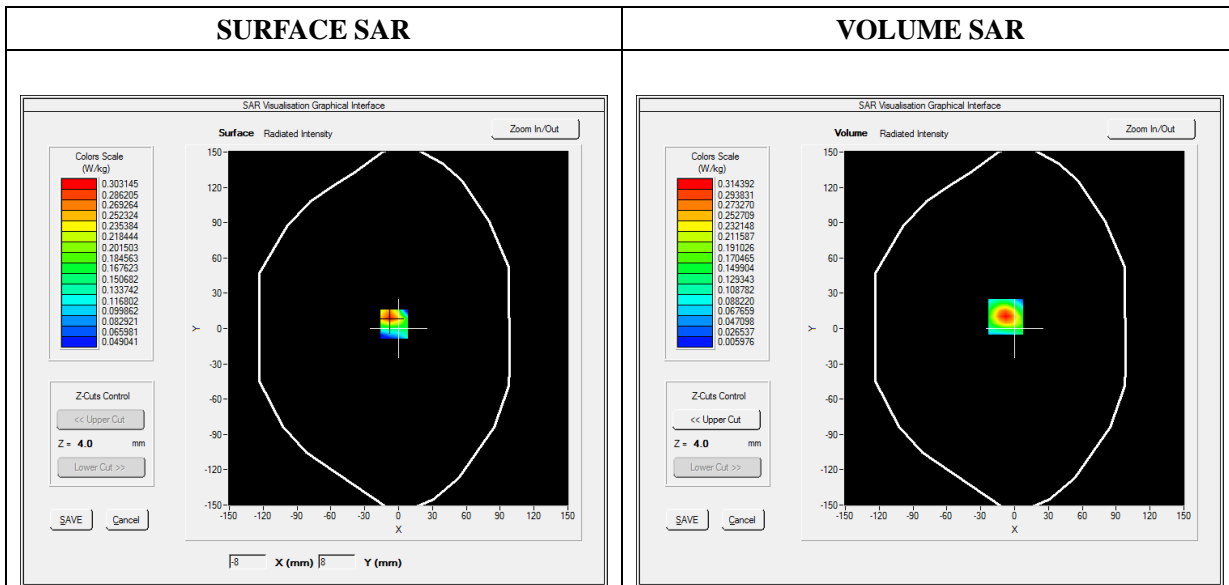 SURFACE SAR
VOLUME SAR
SAR Visualisation Graphical Interface
Surface Radiated Intensity
Zoom In/Out
Colors Scale
(W/kg)
0.303145
0.286205
0.269264
0.252324
0.235384
0.218444
0.201503
0.184563
0.167623
0.150682
0.133742
0.116802
0.099862
0.082921
0.065981
0.049041
Z-Cuts Control
<< Upper Cut
Z = 4.0 mm
Lower Cut >>
SAVE Cancel
150
120
90
60
30
0
-30
-60
-90
-120
-150
Y
-150 -120 -90 -60 -30 0 30 60 90 120 150
X
-8 X (mm) 8 Y (mm)
SAR Visualisation Graphical Interface
Volume Radiated Intensity
Zoom In/Out
Colors Scale
(W/kg)
0.314392
0.293831
0.273270
0.252709
0.232148
0.211587
0.191026
0.170465
0.149904
0.129343
0.108782
0.088220
0.067659
0.047098
0.026537
0.005976
Z-Cuts Control
<< Upper Cut
Z = 4.0 mm
Lower Cut >>
SAVE Cancel
150
120
90
60
30
0
-30
-60
-90
-120
-150
Y
-150 -120 -90 -60 -30 0 30 60 90 120 150
X